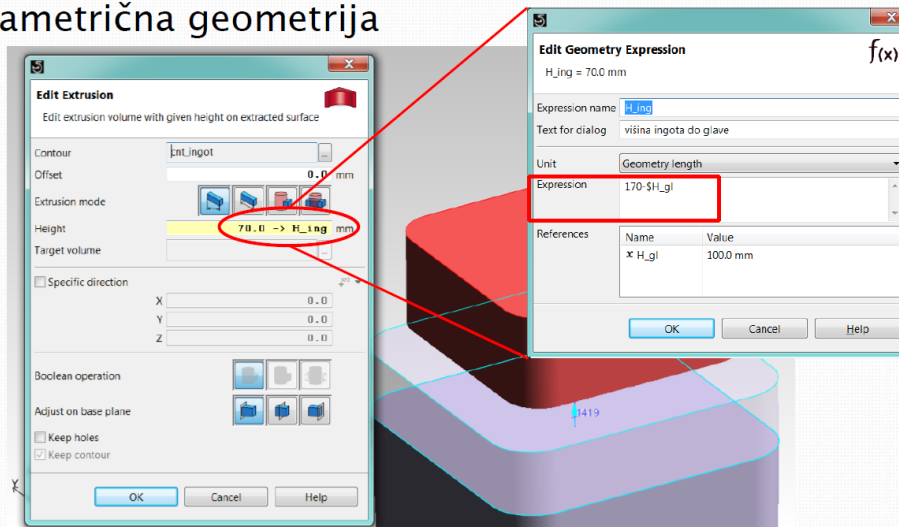 ametrična geometrija
Edit Extrusion
Edit extrusion volume with given height on extracted surface
Contour cnt_ingot ...
Offset 0.0 mm
Extrusion mode
Height 70.0 -> H_ing mm
Target volume ...
Specific direction
X 0.0
Y 0.0
Z 0.0
Boolean operation
Adjust on base plane
Keep holes
Keep contour
OK Cancel Help
Edit Geometry Expression
f(x)
H_ing = 70.0 mm
Expression name H_ing
Text for dialog višina ingota do glave
Unit Geometry length
Expression 170-$H_gl
References Name Value
x H_gl 100.0 mm
OK Cancel Help
1419
Y